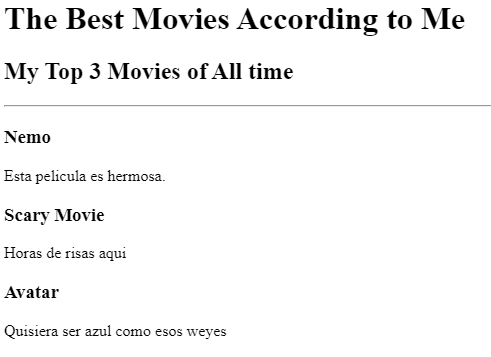 The Best Movies According to Me
My Top 3 Movies of All time
Nemo
Esta pelicula es hermosa.
Scary Movie
Horas de risas aqui
Avatar
Quisiera ser azul como esos weyes